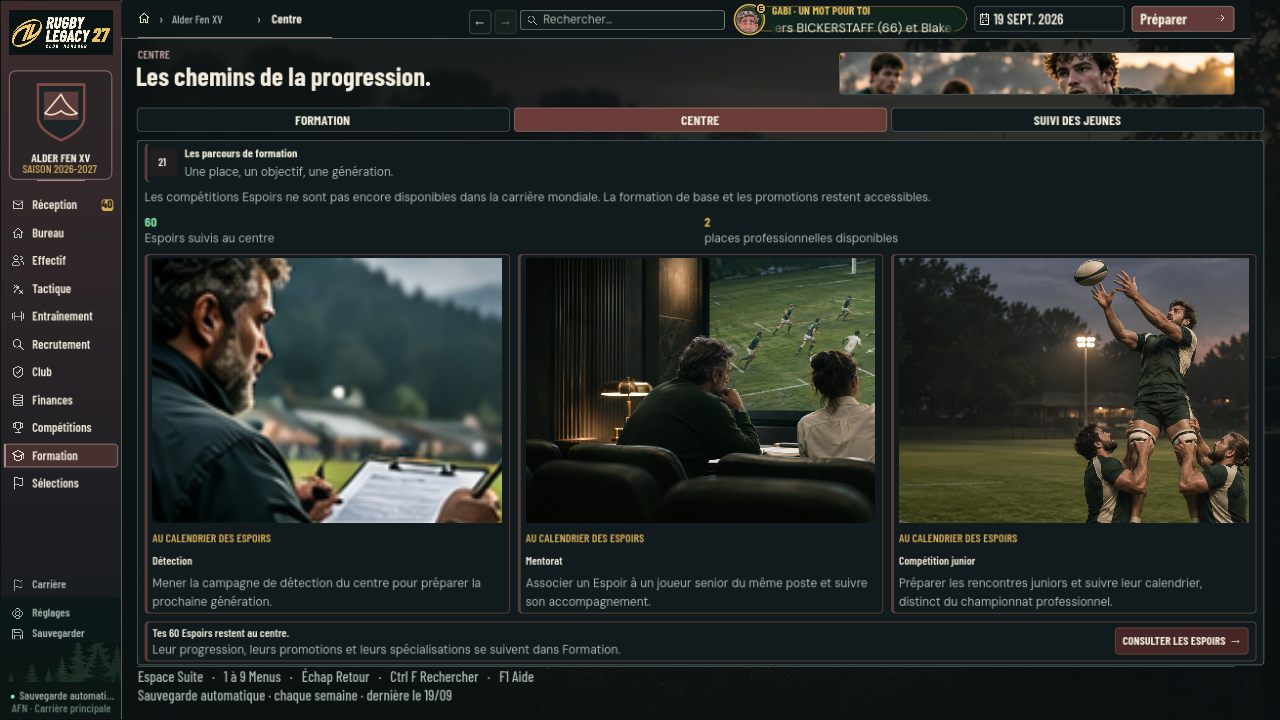 RUGBY
LEGACY 27
CLUB MANAGER
Alder Fen XV
Centre
Rechercher...
GABI · UN MOT POUR TOI
ers BICKERSTAFF (66) et Blake
19 SEPT. 2026
Préparer
CENTRE
Les chemins de la progression.
ALDER FEN XV
SAISON 2026-2027
FORMATION
CENTRE
SUIVI DES JEUNES
21
Les parcours de formation
Une place, un objectif, une génération.
Les compétitions Espoirs ne sont pas encore disponibles dans la carrière mondiale. La formation de base et les promotions restent accessibles.
60
Espoirs suivis au centre
2
places professionnelles disponibles
Réception
40
Bureau
Effectif
Tactique
Entraînement
Recrutement
Club
Finances
Compétitions
Formation
Sélections
Carrière
Réglages
Sauvegarder
Sauvegarde automati...
AFN · Carrière principale
AU CALENDRIER DES ESPOIRS
Détection
Mener la campagne de détection du centre pour préparer la
prochaine génération.
AU CALENDRIER DES ESPOIRS
Mentorat
Associer un Espoir à un joueur senior du même poste et suivre
son accompagnement.
AU CALENDRIER DES ESPOIRS
Compétition junior
Préparer les rencontres juniors et suivre leur calendrier,
distinct du championnat professionnel.
Tes 60 Espoirs restent au centre.
Leur progression, leurs promotions et leurs spécialisations se suivent dans Formation.
CONSULTER LES ESPOIRS →
Espace Suite · 1 à 9 Menus · Échap Retour · Ctrl F Rechercher · F1 Aide
Sauvegarde automatique · chaque semaine · dernière le 19/09